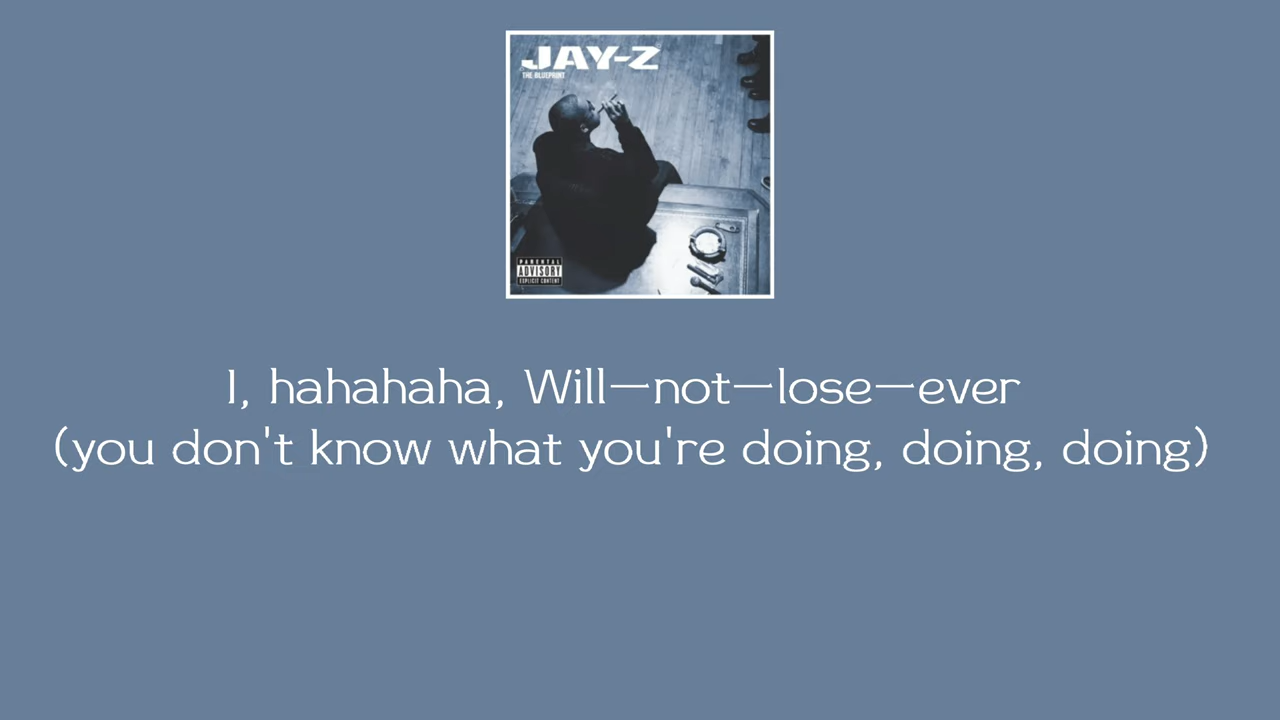 JAY-Z
THE BLUEPRINT
PARENTAL
ADVISORY
EXPLICIT CONTENT
I, hahahaha, Will—not—lose—ever
(you don't know what you're doing, doing, doing)